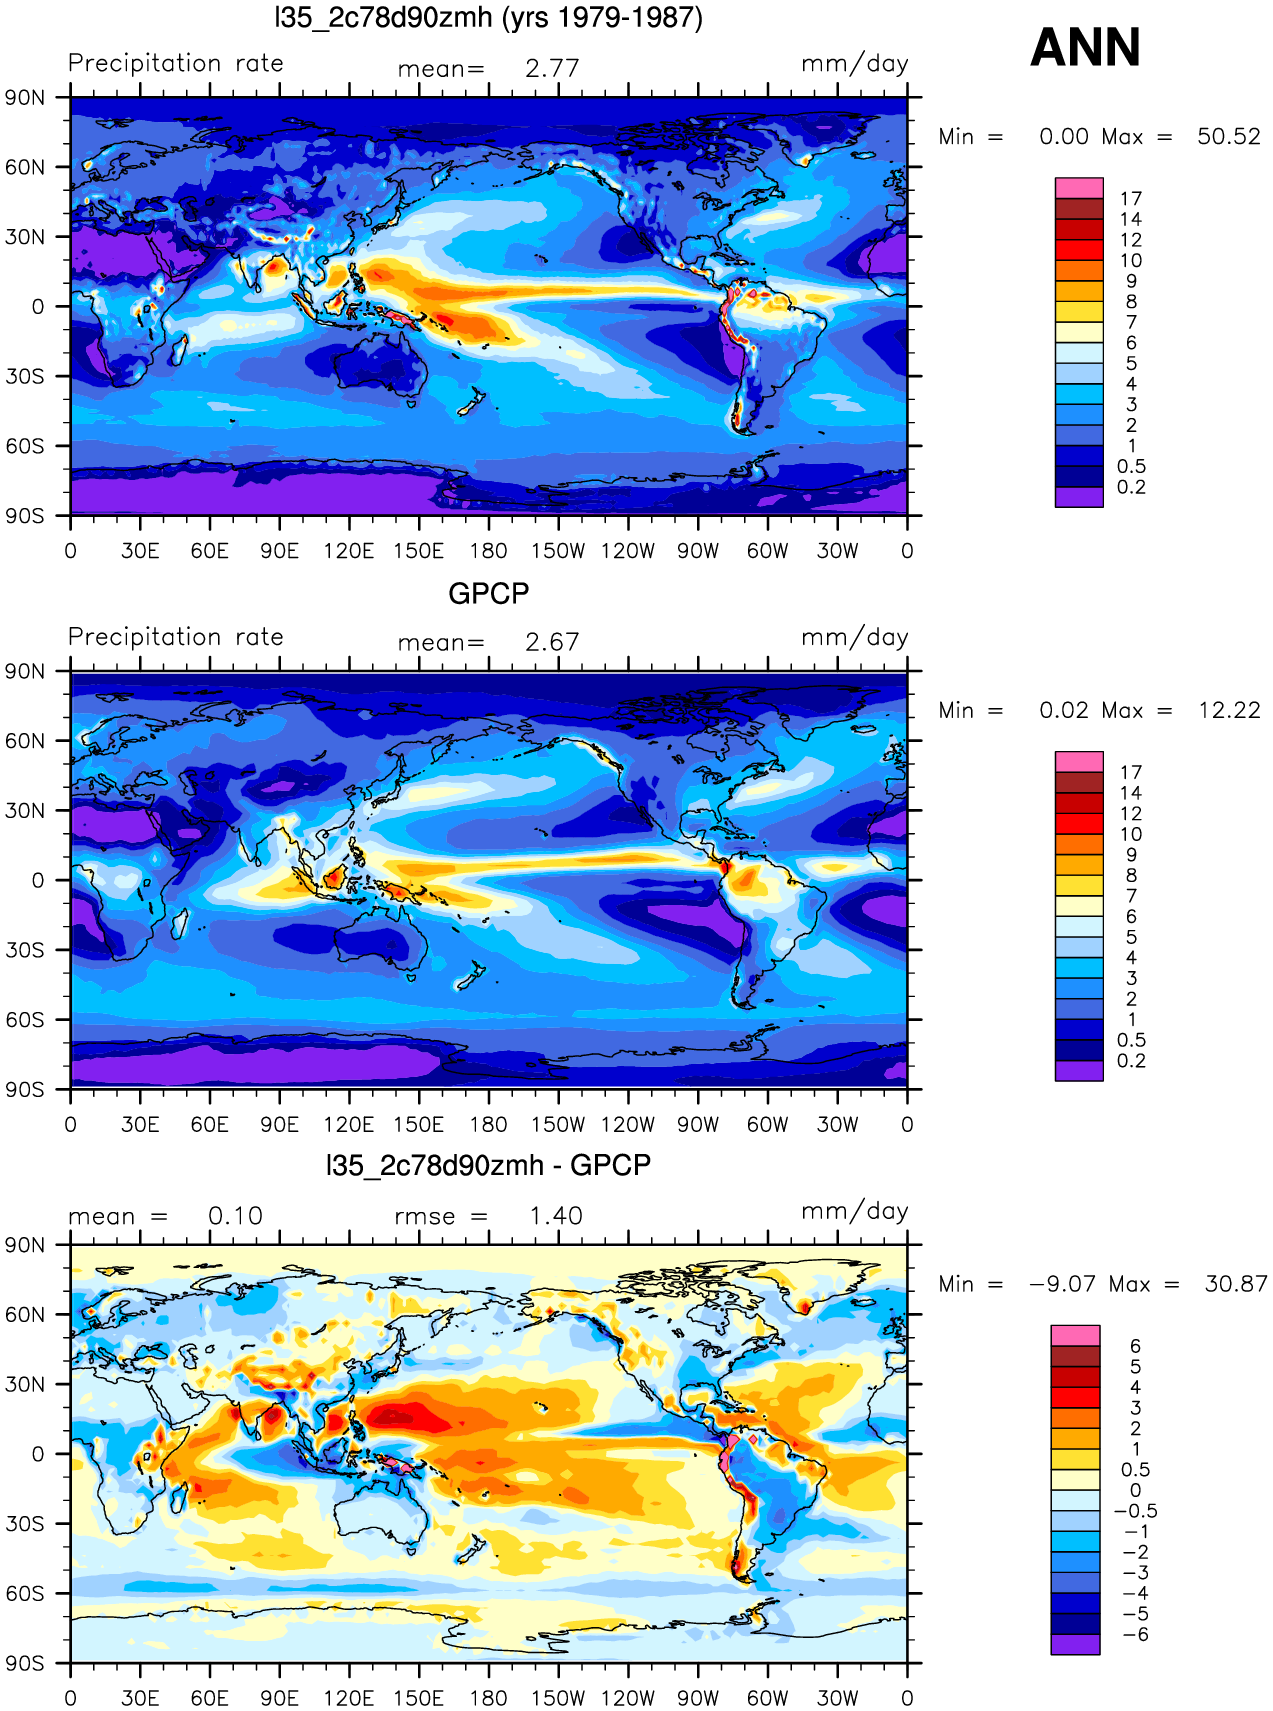 l35_2c78d90zmh (yrs 1979-1987)
ANN
Precipitation rate mean= 2.77 mm/day
Min = 0.00 Max = 50.52
90N
60N
30N
0
30S
60S
90S
0 30E 60E 90E 120E 150E 180 150W 120W 90W 60W 30W 0
17
14
12
10
9
8
7
6
5
4
3
2
1
0.5
0.2
GPCP
Precipitation rate mean= 2.67 mm/day
Min = 0.02 Max = 12.22
90N
60N
30N
0
30S
60S
90S
0 30E 60E 90E 120E 150E 180 150W 120W 90W 60W 30W 0
17
14
12
10
9
8
7
6
5
4
3
2
1
0.5
0.2
l35_2c78d90zmh - GPCP
mean = 0.10 rmse = 1.40 mm/day
Min = −9.07 Max = 30.87
90N
60N
30N
0
30S
60S
90S
0 30E 60E 90E 120E 150E 180 150W 120W 90W 60W 30W 0
6
5
4
3
2
1
0.5
0
−0.5
−1
−2
−3
−4
−5
−6